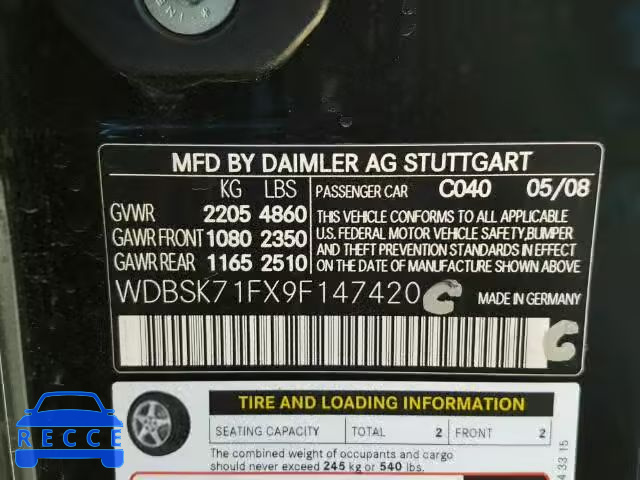 MFD BY DAIMLER AG STUTTGART
KG LBS PASSENGER CAR C040 05/08
GVWR 2205 4860 THIS VEHICLE CONFORMS TO ALL APPLICABLE
GAWR FRONT 1080 2350 U.S. FEDERAL MOTOR VEHICLE SAFETY,BUMPER
GAWR REAR 1165 2510 AND THEFT PREVENTION STANDARDS IN EFFECT
ON THE DATE OF MANUFACTURE SHOWN ABOVE.
WDBSK71FX9F147420 C MADE IN GERMANY
C
TIRE AND LOADING INFORMATION
SEATING CAPACITY TOTAL 2 FRONT 2
The combined weight of occupants and cargo
should never exceed 245 kg or 540 lbs.
4 33 15
RECCE